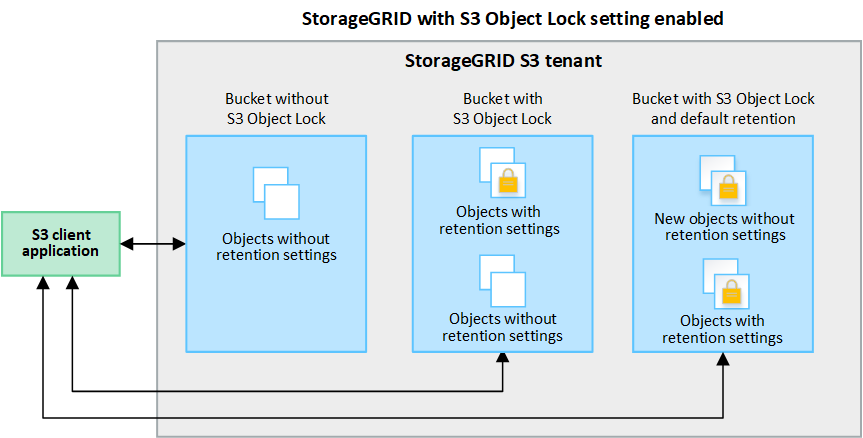 StorageGRID with S3 Object Lock setting enabled
StorageGRID S3 tenant
Bucket without
S3 Object Lock
Bucket with
S3 Object Lock
Bucket with S3 Object Lock
and default retention
S3 client
application
Objects without
retention settings
Objects with
retention settings
Objects without
retention settings
New objects without
retention settings
Objects with
retention settings